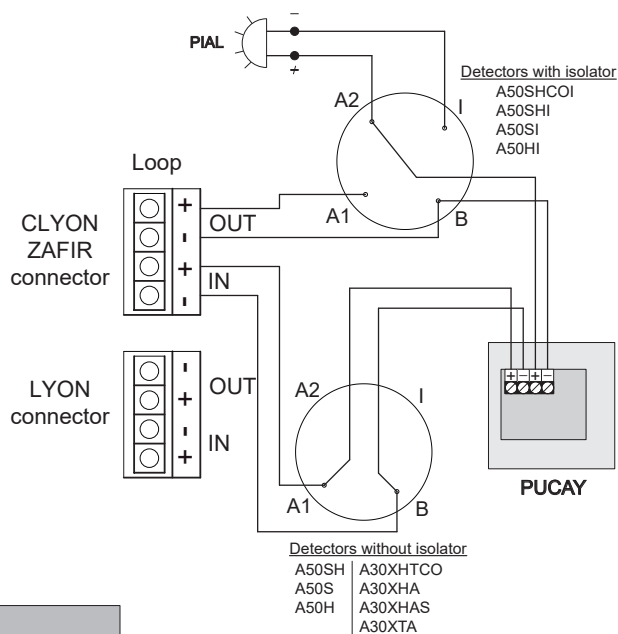 −
PIAL
+
Detectors with isolator
A50SHCOI
A50SHI
A50SI
A50HI
A2
I
Loop
CLYON
ZAFIR
connector
+
-
+
-
OUT
IN
A1
B
LYON
connector
-
+
-
+
OUT
IN
A2
I
+ − + −
PUCAY
A1
B
Detectors without isolator
A50SH
A50S
A50H
A30XHTCO
A30XHA
A30XHAS
A30XTA